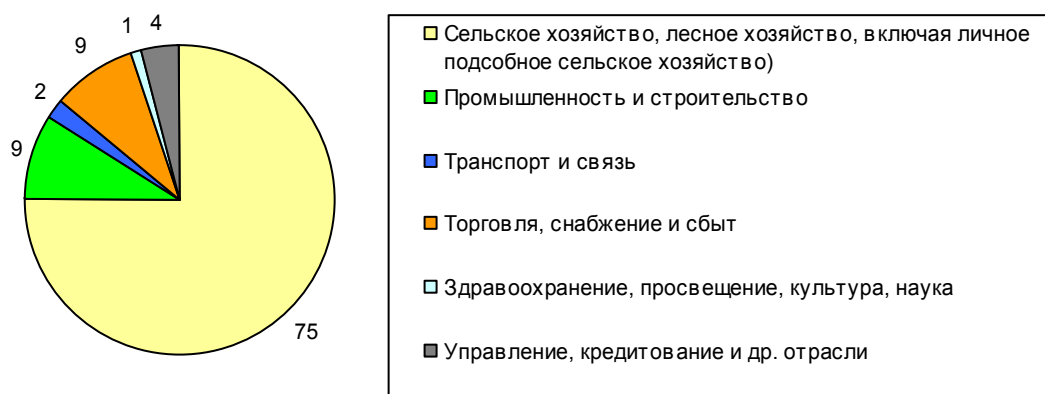 1
4
9
2
9
75
Сельское хозяйство, лесное хозяйство, включая личное
подсобное сельское хозяйство)
Промышленность и строительство
Транспорт и связь
Торговля, снабжение и сбыт
Здравоохранение, просвещение, культура, наука
Управление, кредитование и др. отрасли